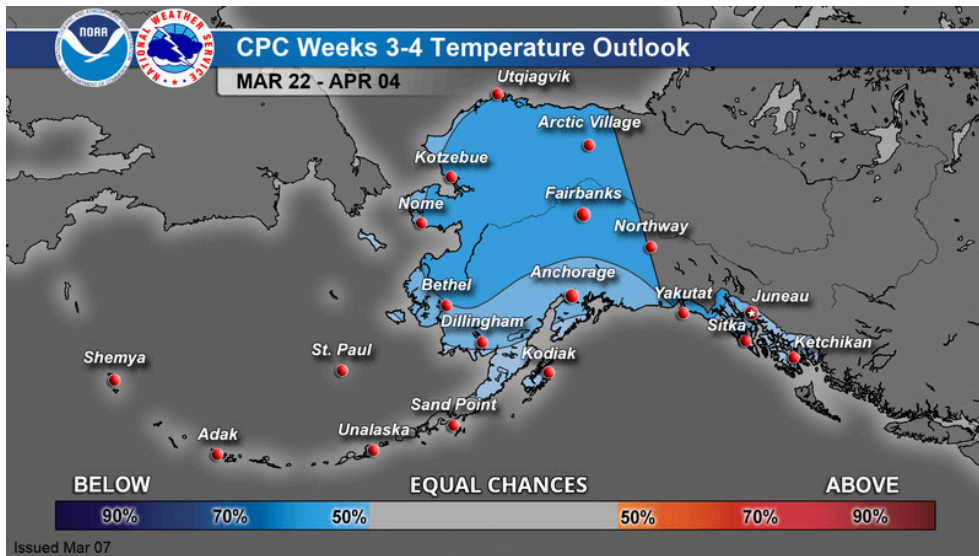 NOAA
NATIONAL WEATHER SERVICE
CPC Weeks 3-4 Temperature Outlook
MAR 22 - APR 04
Utqiagvik
Arctic Village
Kotzebue
Fairbanks
Nome
Northway
Bethel
Anchorage
Yakutat
Juneau
Dillingham
Sitka
Shemya
St. Paul
Kodiak
Ketchikan
Sand Point
Adak
Unalaska
BELOW
EQUAL CHANCES
ABOVE
90%
70%
50%
50%
70%
90%
Issued Mar 07